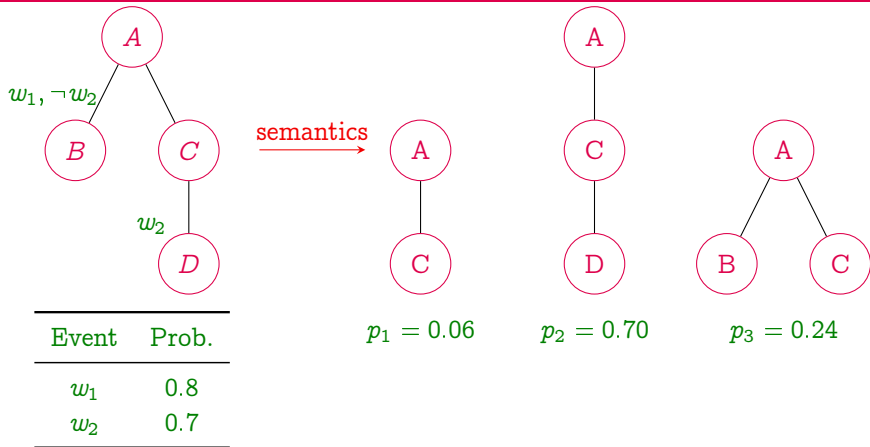 A
w₁, ¬w₂
B
C
w₂
D
Event Prob.
w₁ 0.8
w₂ 0.7
semantics
A
C
p₁ = 0.06
A
C
D
p₂ = 0.70
A
B
C
p₃ = 0.24